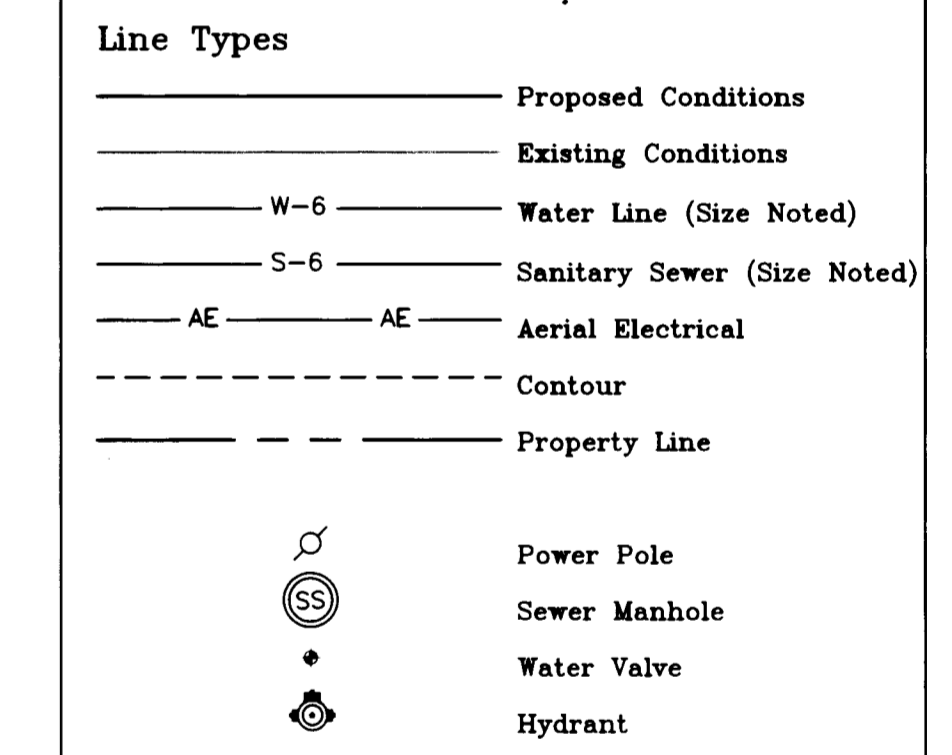 Line Types
Proposed Conditions
Existing Conditions
W-6 Water Line (Size Noted)
S-6 Sanitary Sewer (Size Noted)
AE AE Aerial Electrical
Contour
Property Line
Power Pole
SS Sewer Manhole
Water Valve
Hydrant